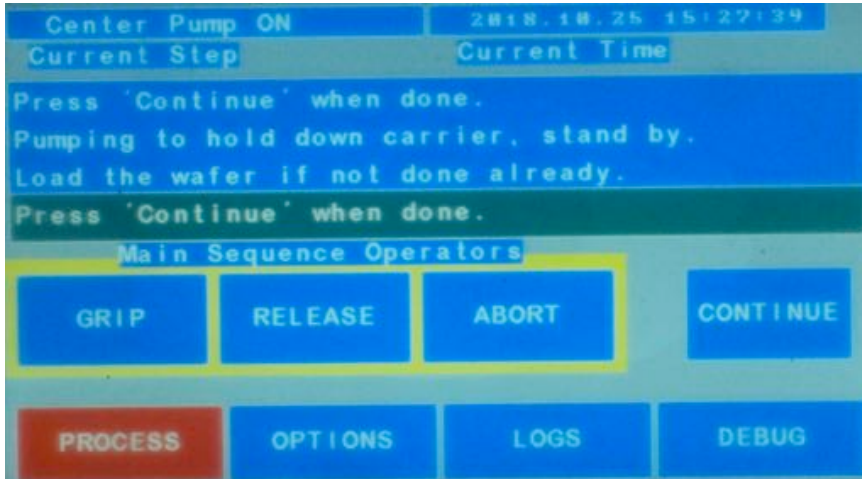 Center Pump ON 2018.10.25 15:27:39
Current Step Current Time
Press 'Continue' when done.
Pumping to hold down carrier, stand by.
Load the wafer if not done already.
Press 'Continue' when done.
Main Sequence Operators
GRIP RELEASE ABORT CONTINUE
PROCESS OPTIONS LOGS DEBUG